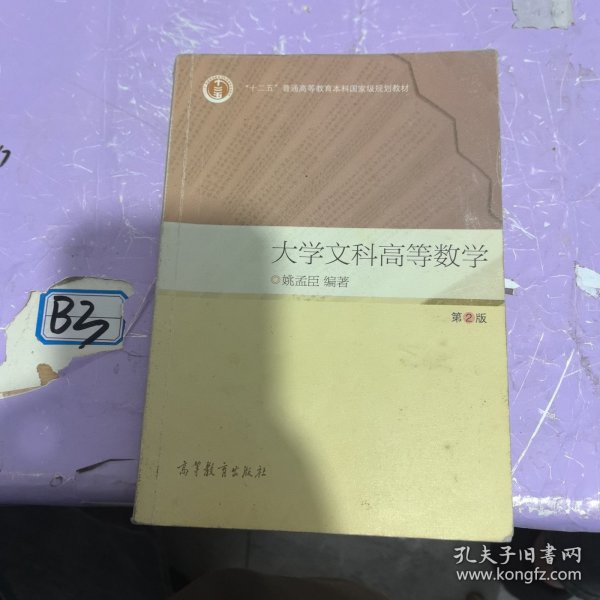 "十二五"普通高等教育本科国家级规划教材
大学文科高等数学
姚孟臣 编著
第2版
B3
高等教育出版社
孔夫子旧书网
www.kongfz.com